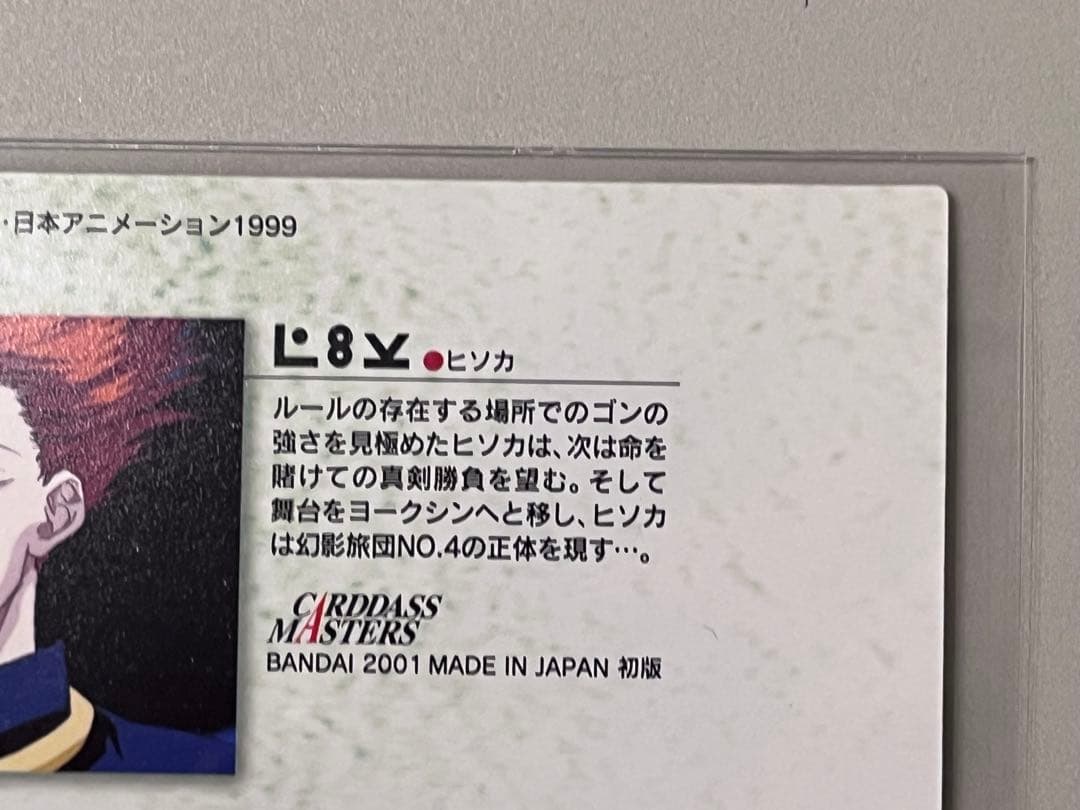 ・日本アニメーション1999
●ヒソカ
ルールの存在する場所でのゴンの
強さを見極めたヒソカは、次は命を
賭けての真剣勝負を望む。そして
舞台をヨークシンへと移し、ヒソカ
は幻影旅団NO.4の正体を現す…。
CARDDASS
MASTERS
BANDAI 2001 MADE IN JAPAN 初版